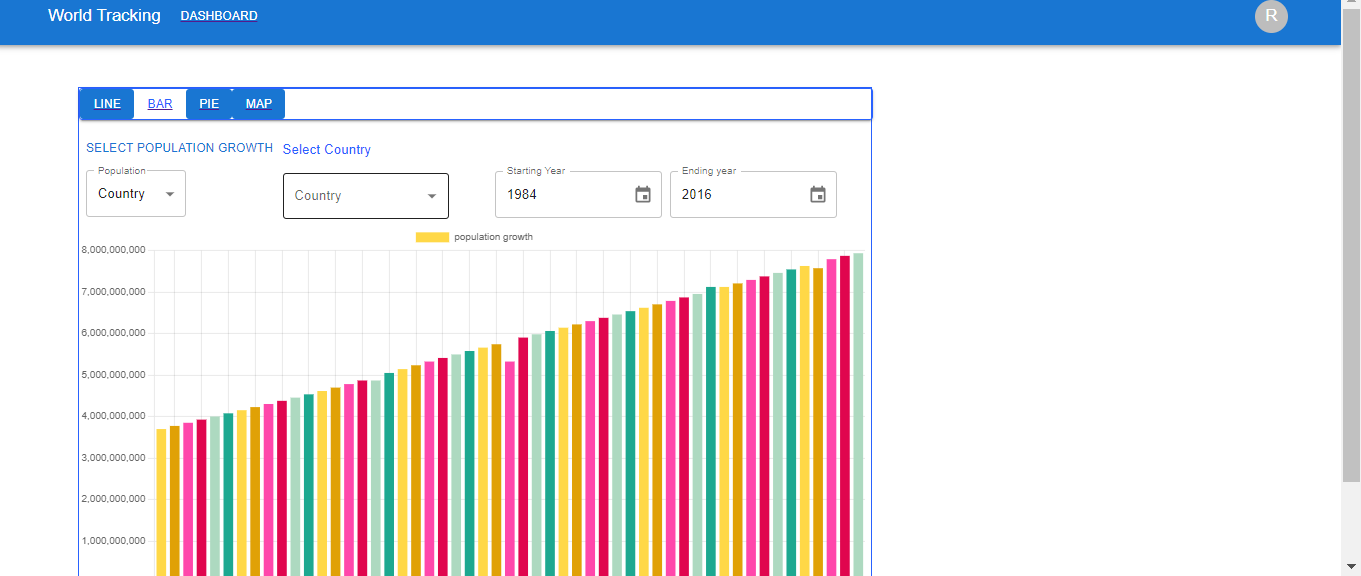 World Tracking DASHBOARD R
LINE BAR PIE MAP
SELECT POPULATION GROWTH Select Country
Population Starting Year Ending year
Country Country 1984 2016
population growth
8,000,000,000
7,000,000,000
6,000,000,000
5,000,000,000
4,000,000,000
3,000,000,000
2,000,000,000
1,000,000,000